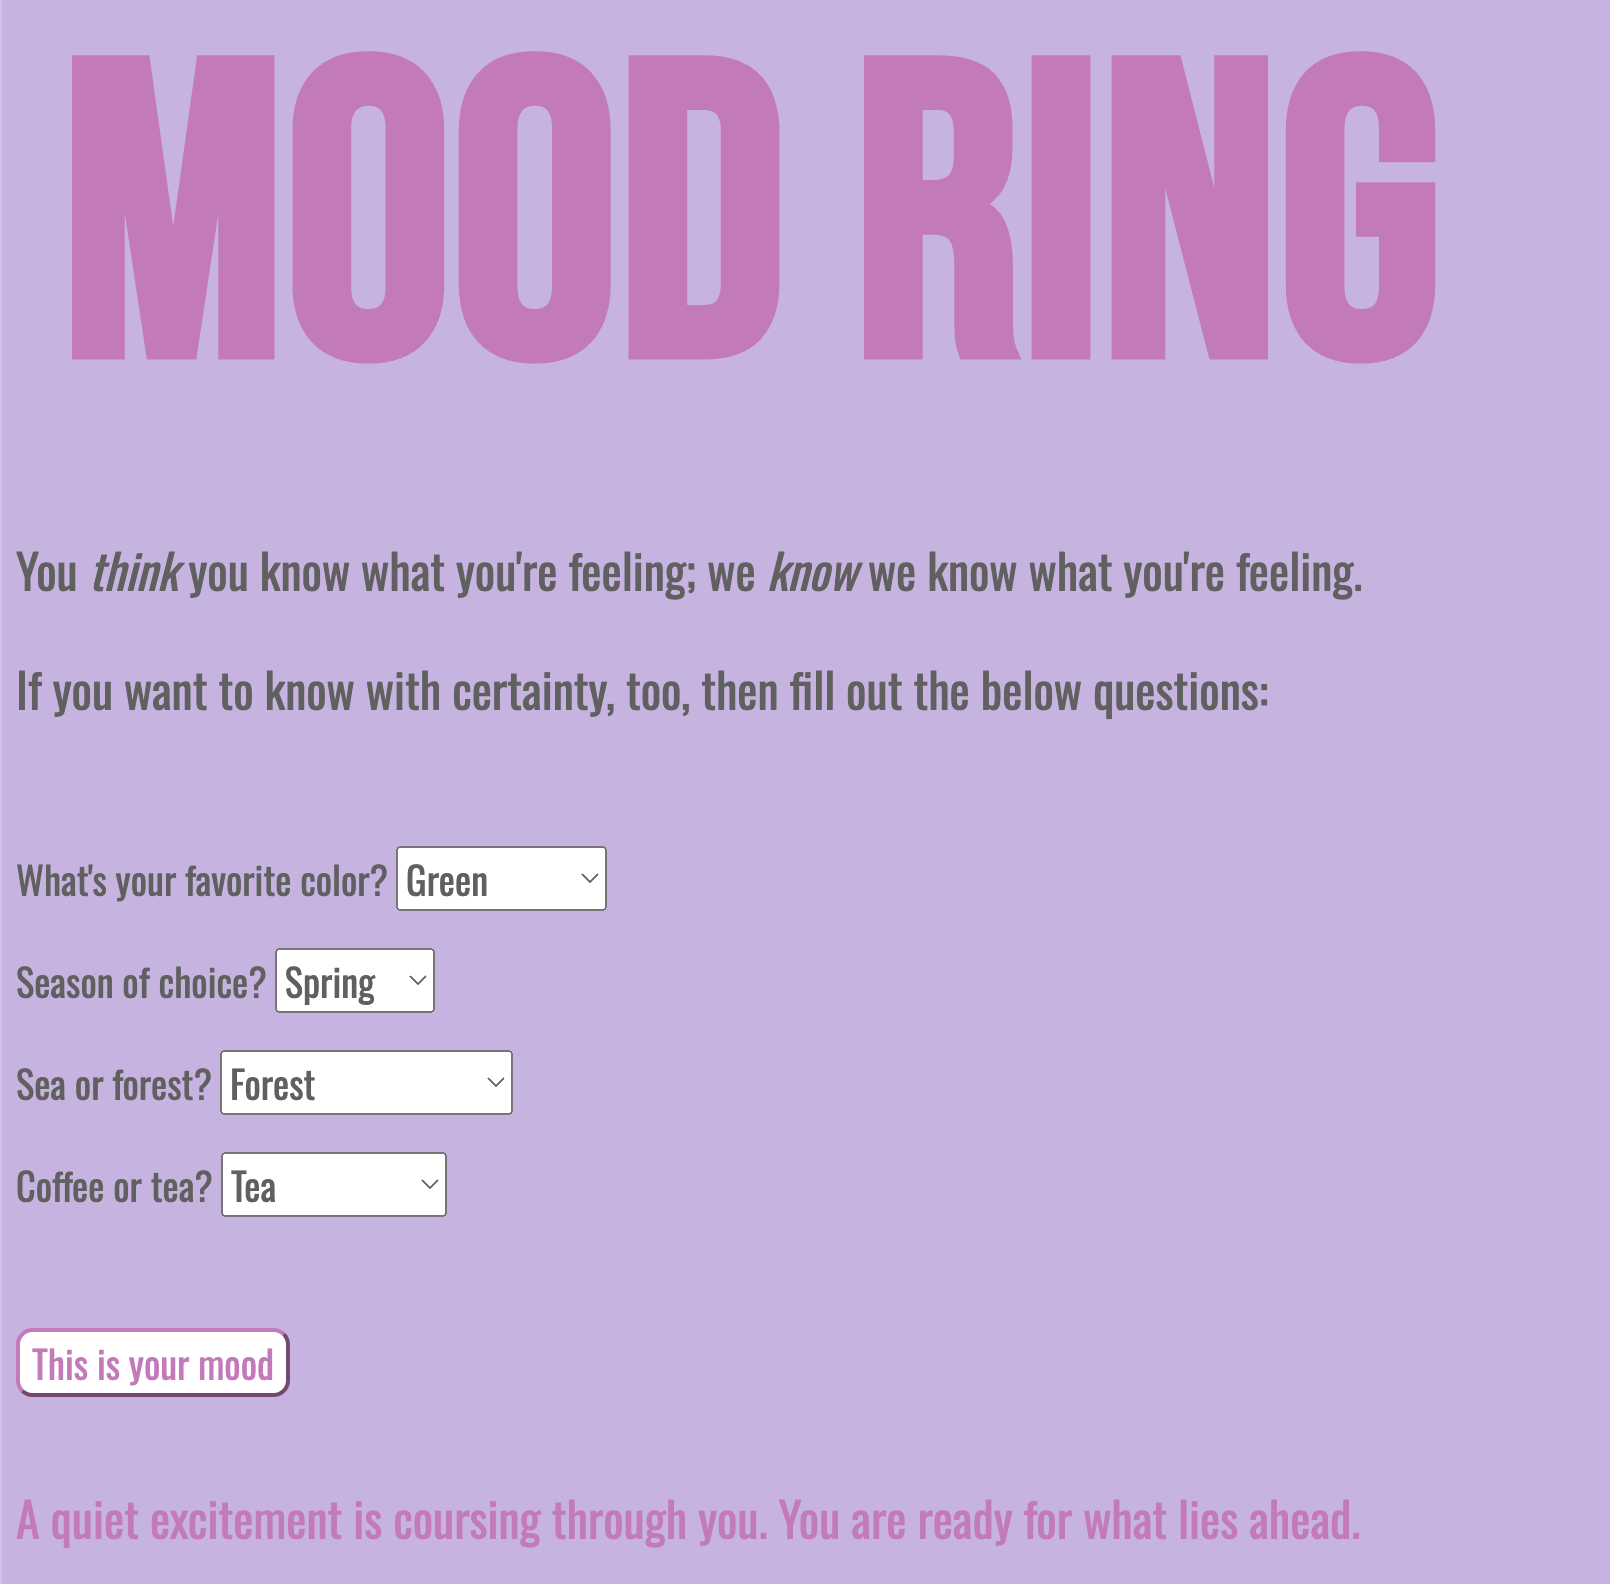 MOOD RING
You think you know what you're feeling; we know we know what you're feeling.
If you want to know with certainty, too, then fill out the below questions:
What's your favorite color? Green
Season of choice? Spring
Sea or forest? Forest
Coffee or tea? Tea
This is your mood
A quiet excitement is coursing through you. You are ready for what lies ahead.